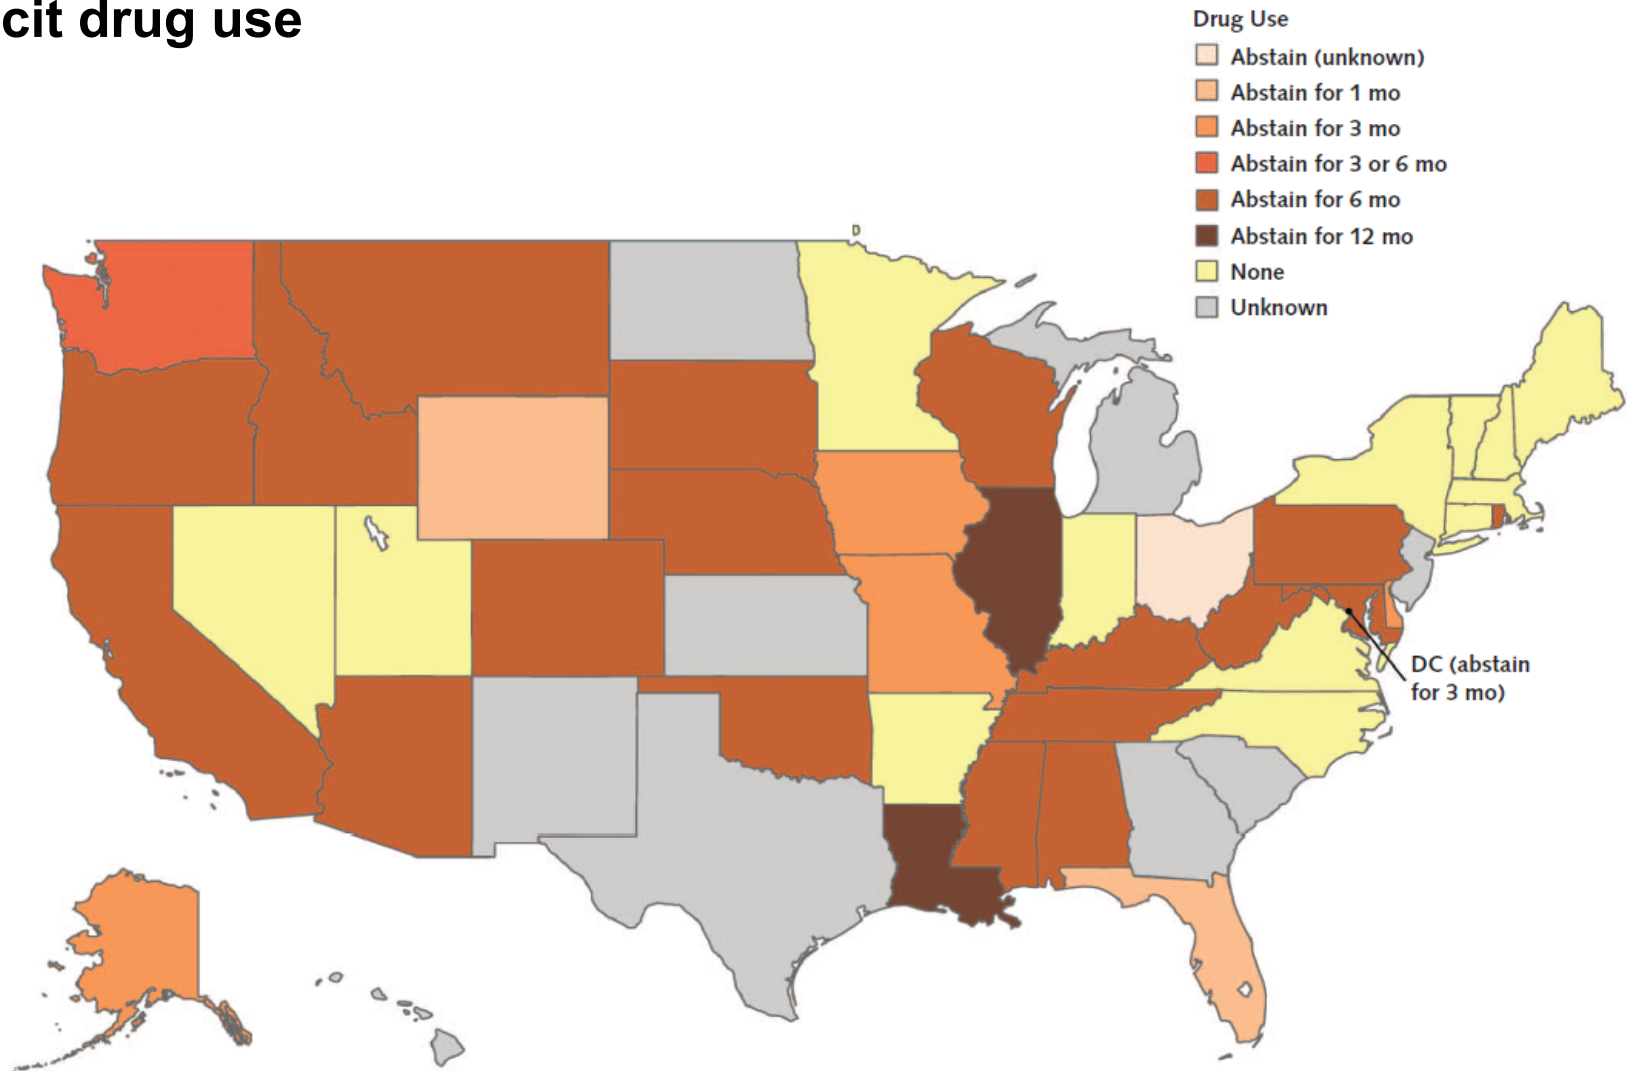 cit drug use
Drug Use
Abstain (unknown)
Abstain for 1 mo
Abstain for 3 mo
Abstain for 3 or 6 mo
Abstain for 6 mo
Abstain for 12 mo
None
Unknown
DC (abstain
for 3 mo)